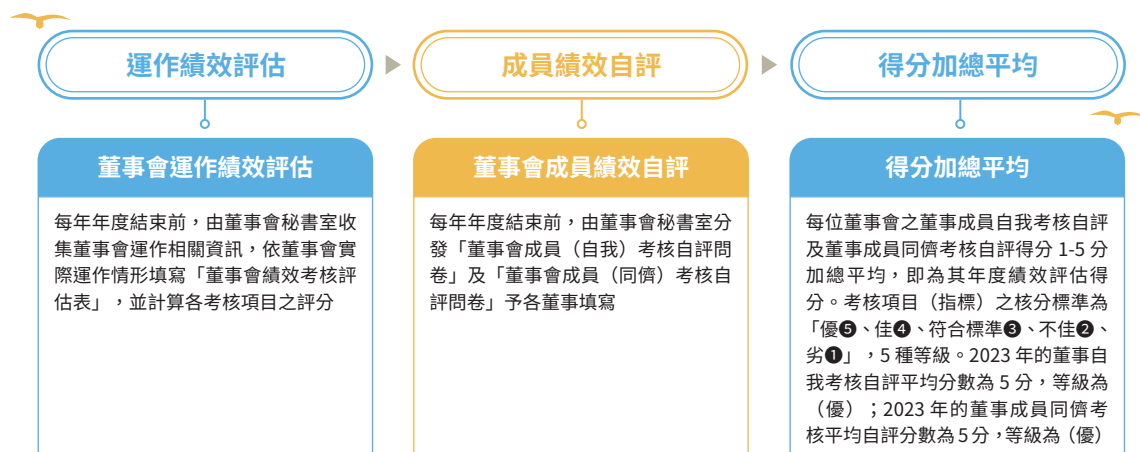 運作績效評估
成員績效自評
得分加總平均
董事會運作績效評估
每年年度結束前，由董事會秘書室收
集董事會運作相關資訊，依董事會實
際運作情形填寫「董事會績效考核評
估表」，並計算各考核項目之評分
董事會成員績效自評
每年年度結束前，由董事會秘書室分
發「董事會成員（自我）考核自評問
卷」及「董事會成員（同儕）考核自
評問卷」予各董事填寫
得分加總平均
每位董事會之董事成員自我考核自評
及董事成員同儕考核自評得分 1-5 分
加總平均，即為其年度績效評估得
分。考核項目（指標）之核分標準為
「優❺、佳❹、符合標準❸、不佳❷、
劣❶」，5 種等級。2023 年的董事自
我考核自評平均分數為 5 分，等級為
（優）；2023 年的董事成員同儕考
核平均自評分數為 5 分，等級為（優）